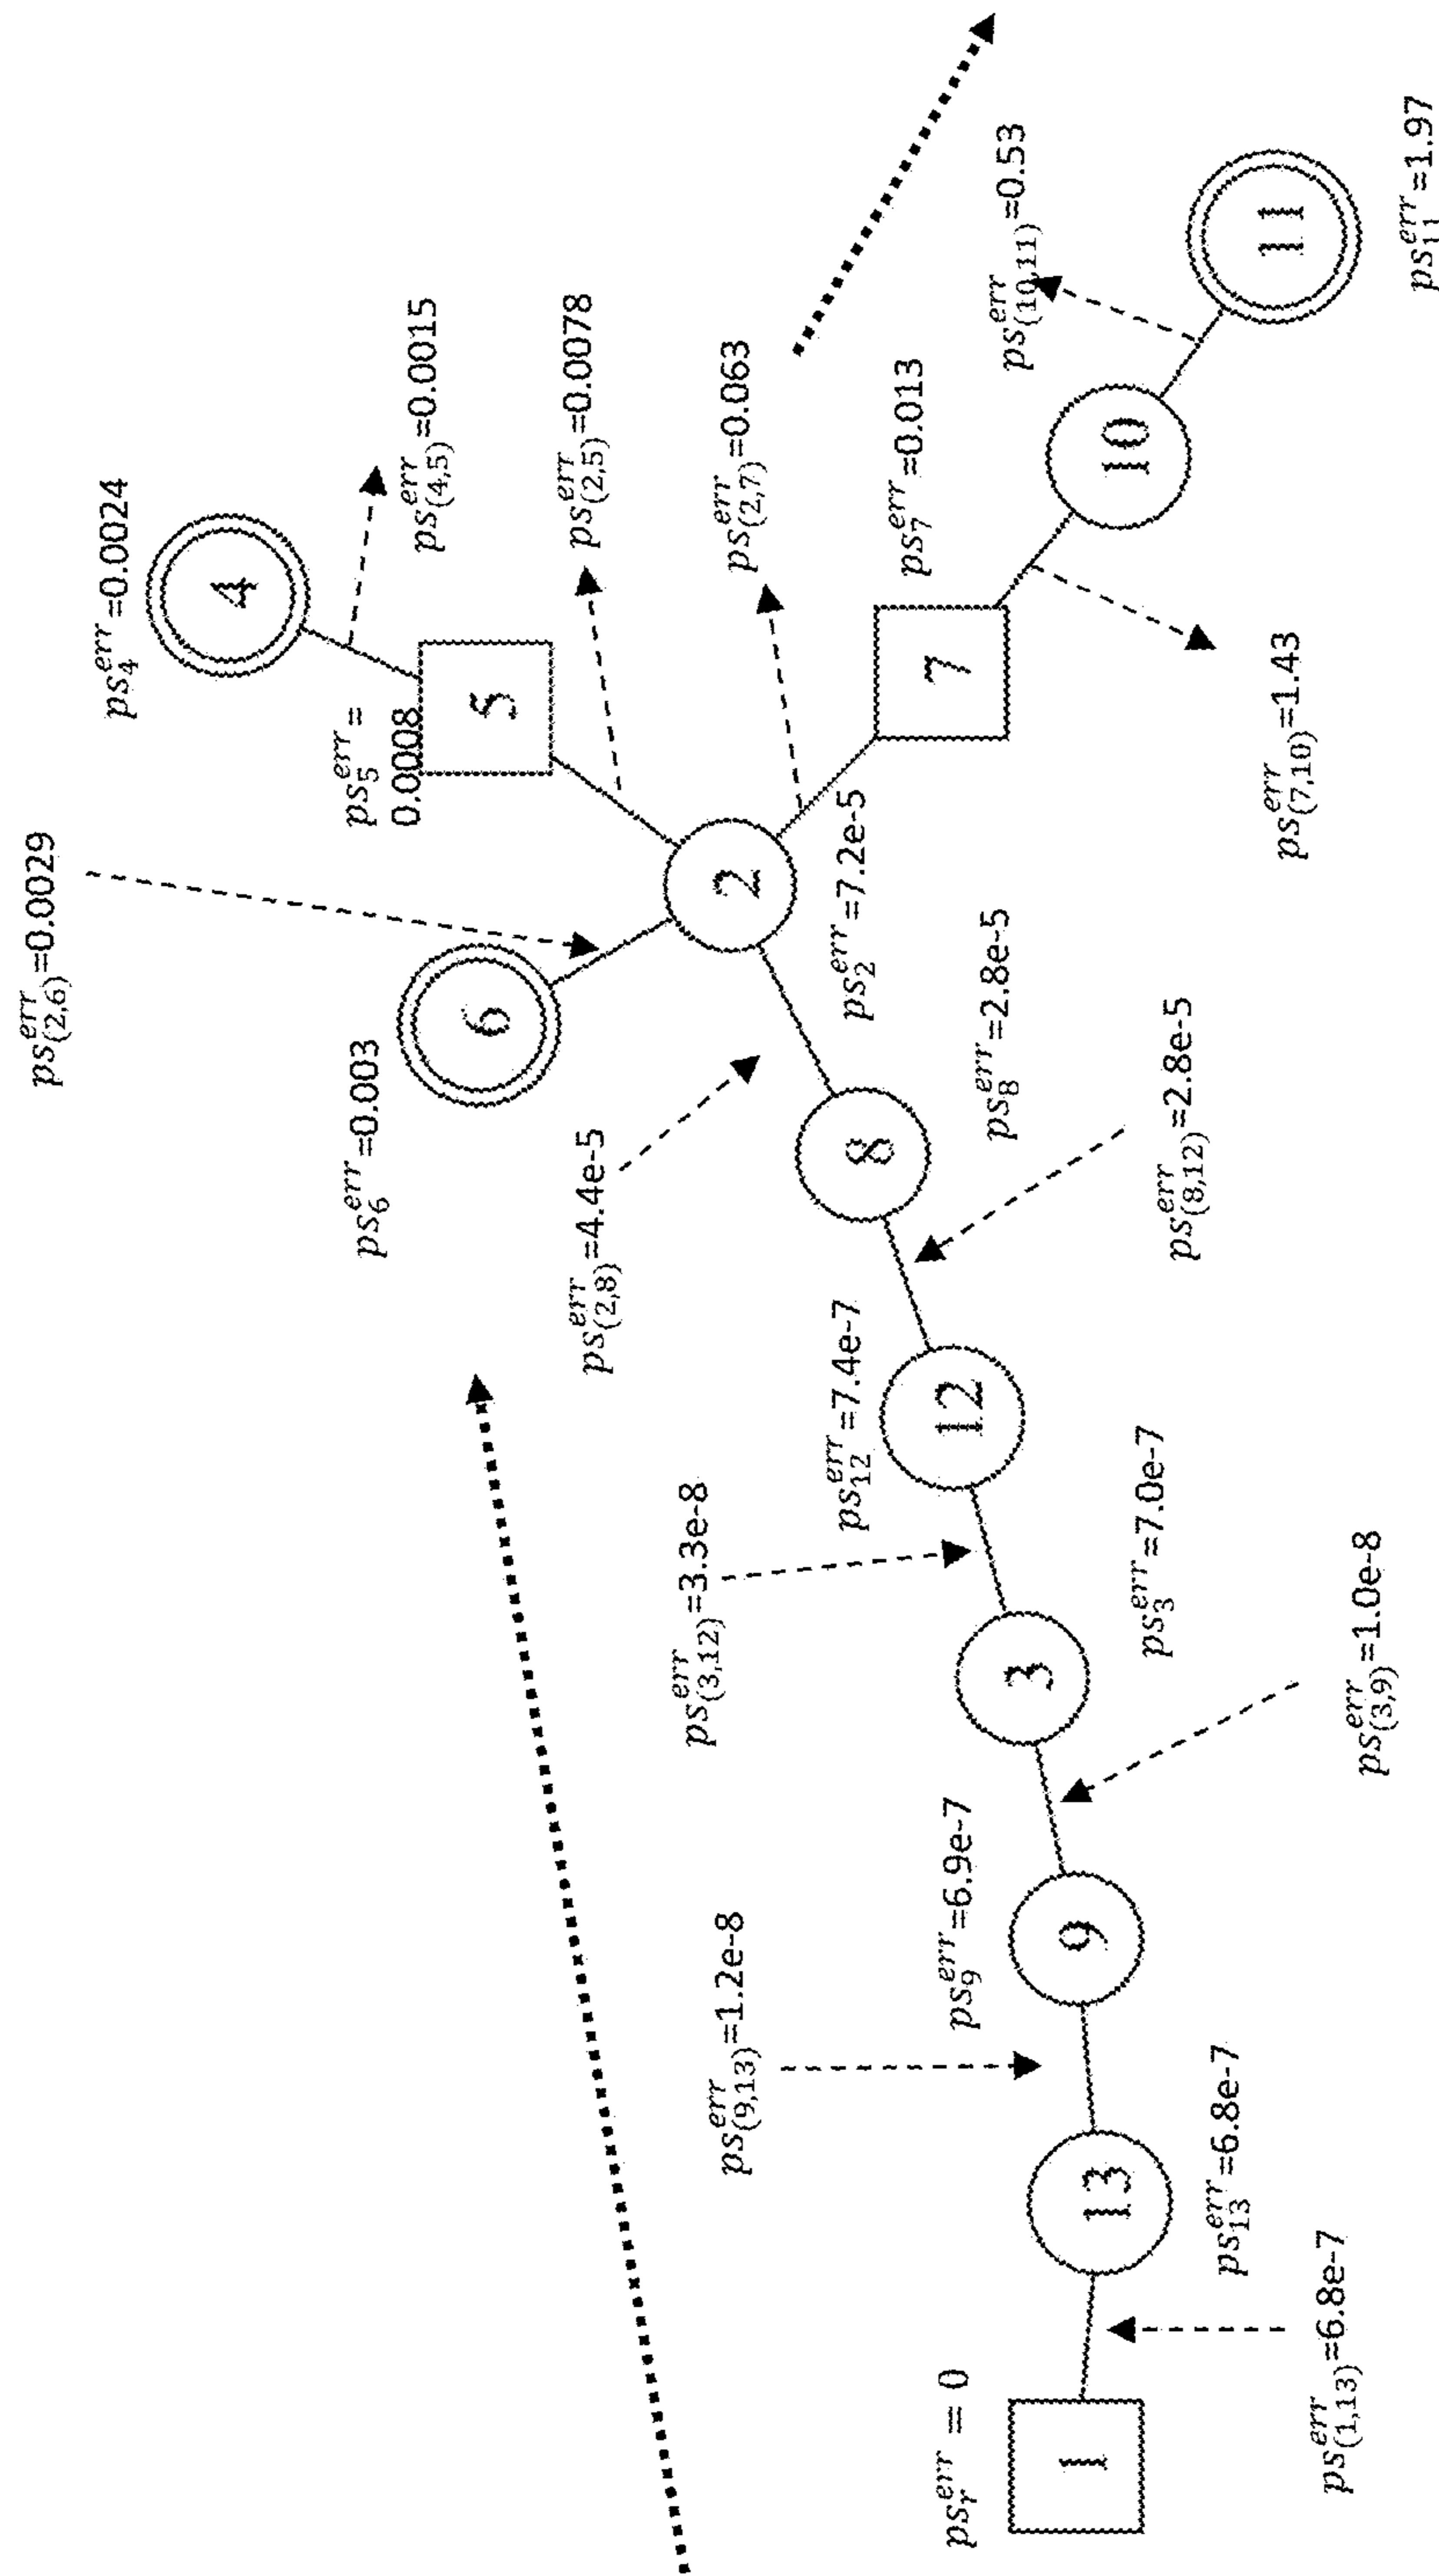 ps_{(2,6)}^{err}=0.0029
ps_4^{err}=0.0024
4
ps_{(4,5)}^{err}=0.0015
ps_5^{err}=
0.0008
5
ps_6^{err}=0.003
6
ps_{(2,5)}^{err}=0.0078
ps_{(2,8)}^{err}=4.4e-5
2
ps_{(2,7)}^{err}=0.063
ps_2^{err}=7.2e-5
7
ps_7^{err}=0.013
8
ps_8^{err}=2.8e-5
ps_{(8,12)}^{err}=2.8e-5
ps_{(7,10)}^{err}=1.43
10
ps_{(10,11)}^{err}=0.53
11
ps_{11}^{err}=1.97
ps_{(3,12)}^{err}=3.3e-8
ps_{12}^{err}=7.4e-7
12
3
ps_3^{err}=7.0e-7
ps_{(3,9)}^{err}=1.0e-8
ps_{(9,13)}^{err}=1.2e-8
ps_9^{err}=6.9e-7
9
13
ps_{13}^{err}=6.8e-7
ps_r^{err} = 0
1
ps_{(1,13)}^{err}=6.8e-7